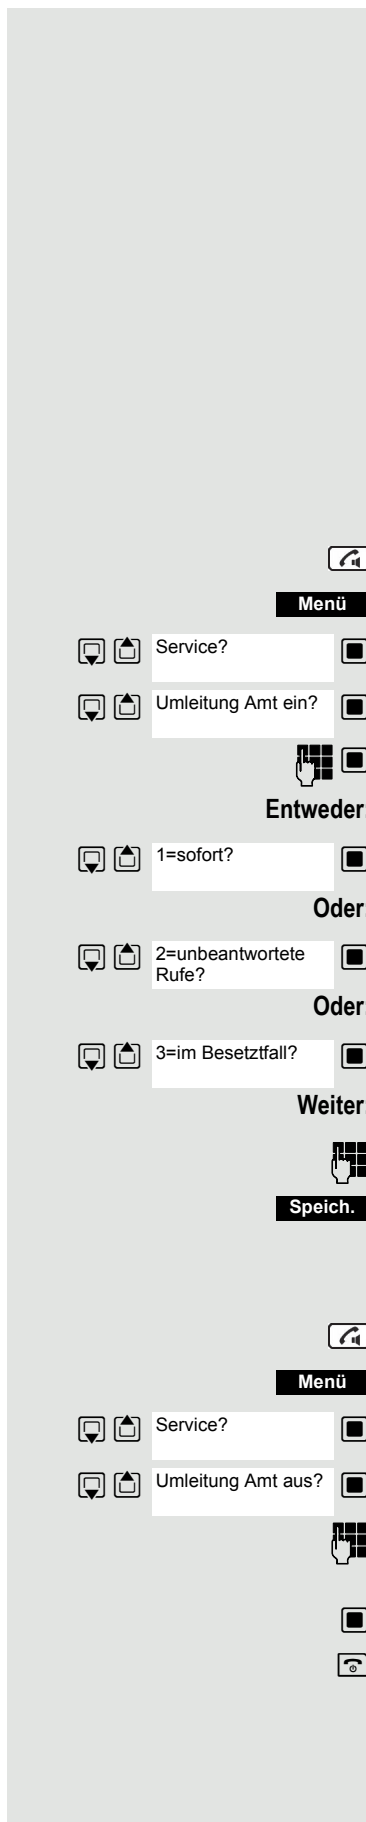 Menü
Service?
Umleitung Amt ein?
Entweder:
1=sofort?
Oder:
2=unbeantwortete
Rufe?
Oder:
3=im Besetztfall?
Weiter:
Speich.
Menü
Service?
Umleitung Amt aus?